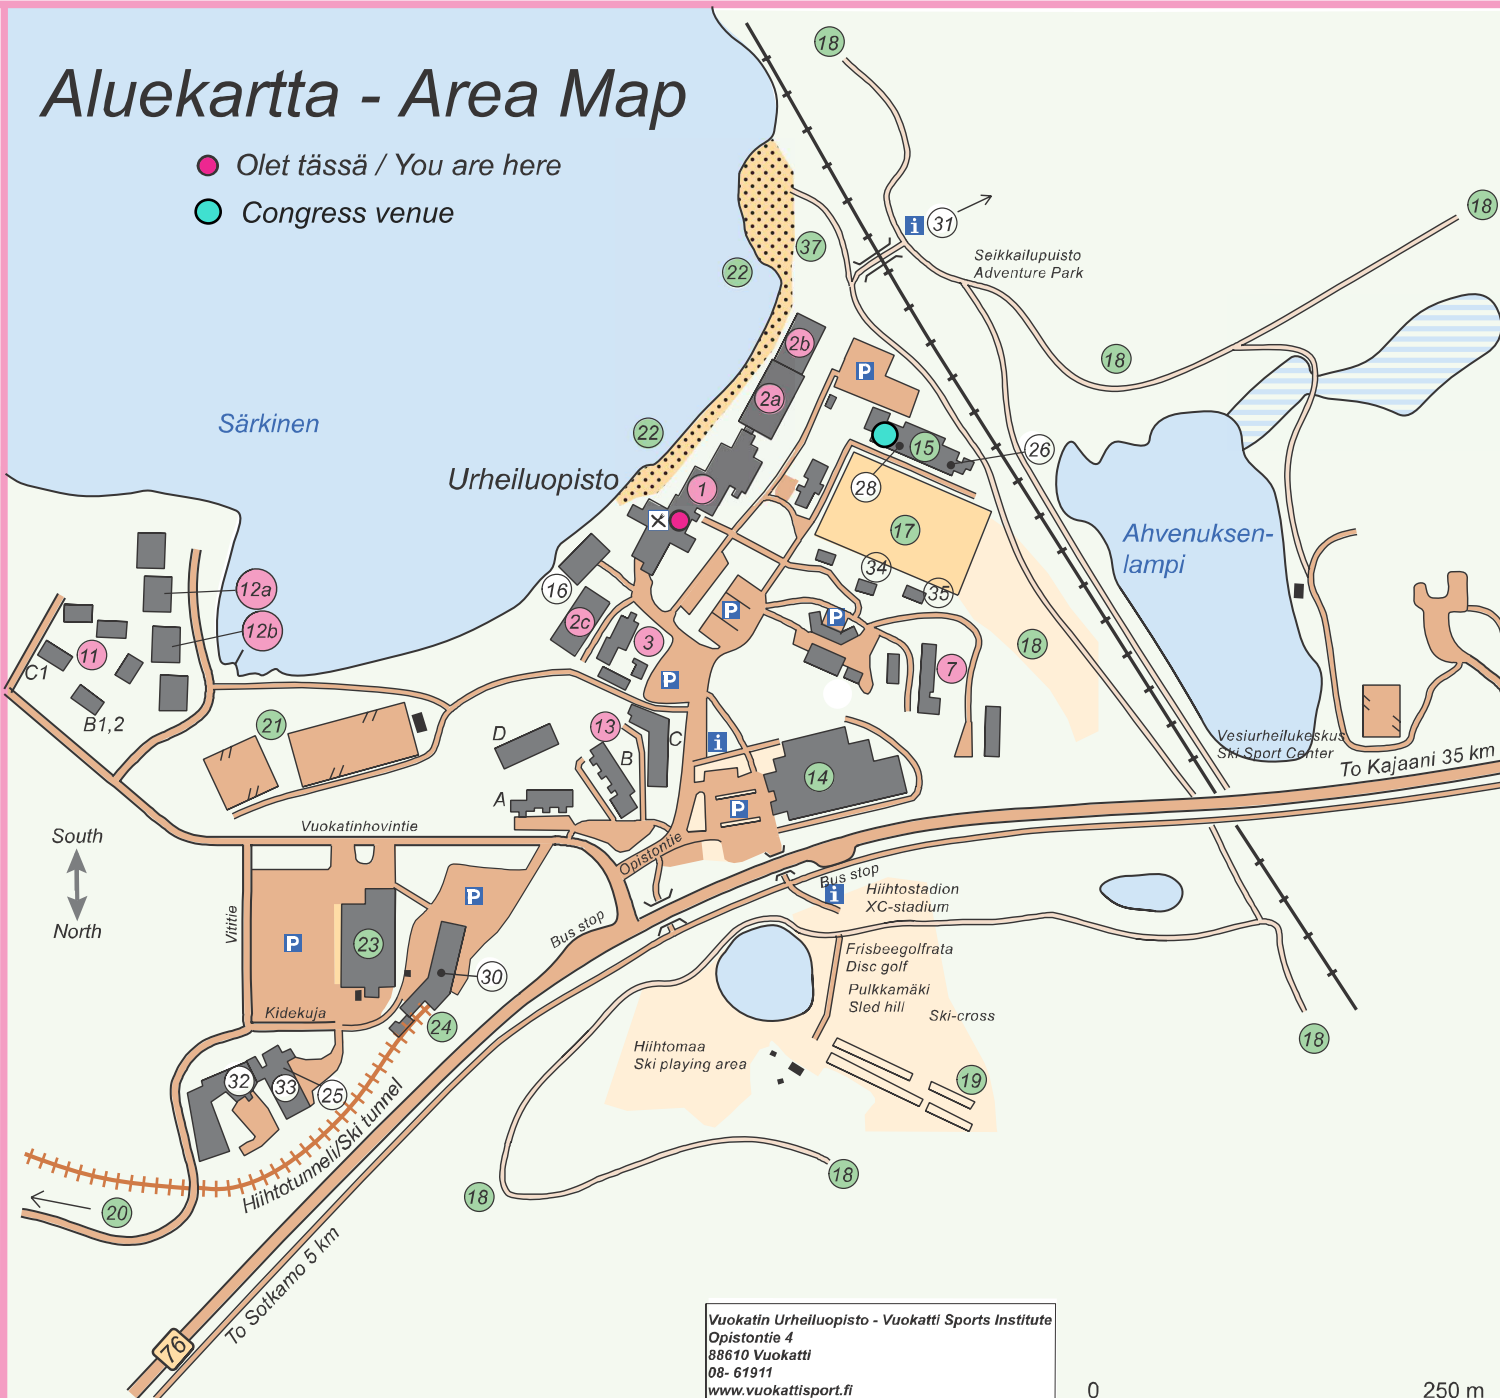 Aluekartta - Area Map
Olet tässä / You are here
Congress venue
18
i 31
18
Seikkailupuisto
Adventure Park
37
22
2b
18
P
2a
Särkinen
22
15
26
Urheiluopisto
1
28
17
Ahvenuksen-
lampi
34
35
16
12a
2c
P
P
12b
3
18
11
C1
7
P
B1,2
21
13
D
C
i
B
Vesiurheilukeskus
Ski Sport Center
To Kajaani 35 km
14
A
P
Vuokatinhovintie
South
North
Opistontie
Bus stop
i
Hiihtostadion
XC-stadium
P
Vititie
Bus stop
P
23
Frisbeegolfrata
Disc golf
30
Pulkkamäki
Sled hill
Ski-cross
Kidekuja
24
18
Hiihtomaa
Ski playing area
19
32
33
25
Hiihtotunneli/Ski tunnel
18
18
20
To Sotkamo 5 km
76
Vuokatin Urheiluopisto - Vuokatti Sports Institute
Opistontie 4
88610 Vuokatti
08- 61911
www.vuokattisport.fi
0
250 m